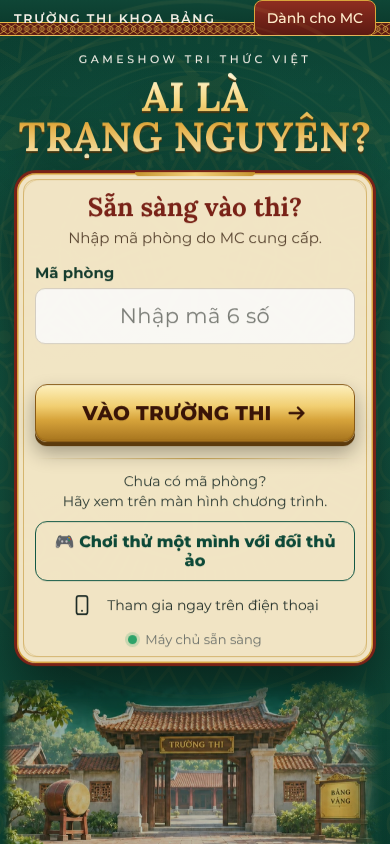 TRƯỜNG THI KHOA BẢNG
Dành cho MC
GAMESHOW TRI THỨC VIỆT
AI LÀ
TRẠNG NGUYÊN?
Sẵn sàng vào thi?
Nhập mã phòng do MC cung cấp.
Mã phòng
Nhập mã 6 số
VÀO TRƯỜNG THI →
Chưa có mã phòng?
Hãy xem trên màn hình chương trình.
🎮 Chơi thử một mình với đối thủ
ảo
Tham gia ngay trên điện thoại
Máy chủ sẵn sàng
TRƯỜNG THI
BẢNG
VÀNG